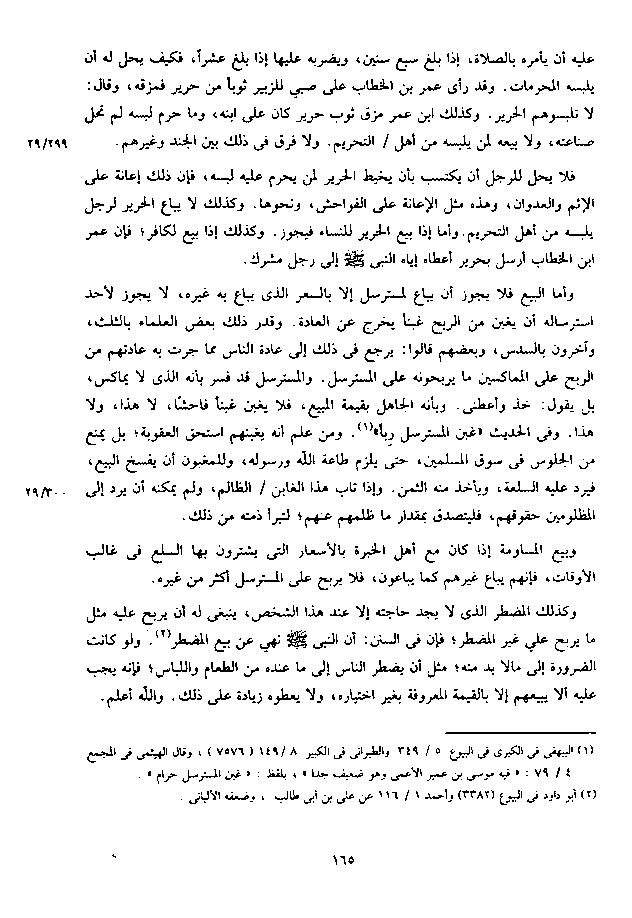 عليه أن يأمره بالصلاة، إذا بلغ سبع سنين، ويضربه عليها إذا بلغ عشراً، فكيف يحل له أن
يلبسه المحرمات. وقد رأى عمر بن الخطاب على صبي للزبير ثوباً من حرير فمزقه، وقال:
لا تلبسوهم الحرير. وكذلك ابن عمر مزق ثوب حرير كان على ابنه، وما حرم لبسه لم تحل
صناعته، ولا بيعه لمن يلبسه من أهل / التحريم. ولا فرق فى ذلك بين الجند وغيرهم. ٢٩/٢٩٩
فلا يحل للرجل أن يكتسب بأن يخيط الحرير لمن يحرم عليه لبسه، فإن ذلك إعانة على
الإثم والعدوان، وهذه مثل الإعانة على الفواحش، ونحوها. وكذلك لا يباع الحرير لرجل
يلبسه من أهل التحريم. وأما إذا بيع الحرير للنساء فيجوز. وكذلك إذا بيع لكافر؛ فإن عمر
ابن الخطاب أرسل بحرير أعطاه إياه النبى ﷺ إلى رجل مشرك.
وأما البيع فلا يجوز أن يباع لمسترسل إلا بالسعر الذى يباع به غيره، لا يجوز لأحد
استرساله أن يغبن من الربح غبناً يخرج عن العادة. وقدر ذلك بعض العلماء بالثلث،
وآخرون بالسدس، وبعضهم قالوا: يرجع فى ذلك إلى عادة الناس مما جرت به عادتهم من
الربح على المماكسين ما يربحونه على المسترسل. والمسترسل قد فسر بأنه الذى لا يماكس،
بل يقول: خذ وأعطنى. وبأنه الجاهل بقيمة المبيع، فلا يغبن غبناً فاحشًا، لا هذا، ولا
هذا. وفى الحديث «غبن المسترسل رباً»(١). ومن علم أنه يغبنهم استحق العقوبة؛ بل يمنع
من الجلوس فى سوق المسلمين، حتى يلزم طاعة الله ورسوله، وللمغبون أن يفسخ البيع،
فيرد عليه السلعة، ويأخذ منه الثمن. وإذا تاب هذا الغابن / الظالم، ولم يمكنه أن يرد إلى ٢٩/٣٠٠
المظلومين حقوقهم، فليتصدق بمقدار ما ظلمهم عنهم؛ لتبرأ ذمته من ذلك.
وبيع المساومة إذا كان مع أهل الخبرة بالأسعار التى يشترون بها السلع فى غالب
الأوقات، فإنهم يباع غيرهم كما يباعون، فلا يربح على المسترسل أكثر من غيره.
وكذلك المضطر الذى لا يجد حاجته إلا عند هذا الشخص، ينبغى له أن يربح عليه مثل
ما يربح علي غير المضطر؛ فإن فى السنن: أن النبى ﷺ نهي عن بيع المضطر(٢). ولو كانت
الضرورة إلى مالا بد منه؛ مثل أن يضطر الناس إلى ما عنده من الطعام واللباس؛ فإنه يجب
عليه ألا يبيعهم إلا بالقيمة المعروفة بغير اختياره، ولا يعطوه زيادة على ذلك. والله أعلم.
(١) البيهقى فى الكبرى فى البيوع ٥ / ٣٤٩ والطبرانى فى الكبير ٨ / ١٤٩ ( ٧٥٧٦ ) ، وقال الهيثمى فى المجمع
٤ / ٧٩ : « فيه موسى بن عمير الأعمى وهو ضعيف جدا » ، بلفظ : « غبن المسترسل حرام » .
(٢) أبو داود فى البيوع (٣٣٨٢) وأحمد ١ / ١١٦ عن على بن أبى طالب ، وضعفه الألبانى .
١٦٥